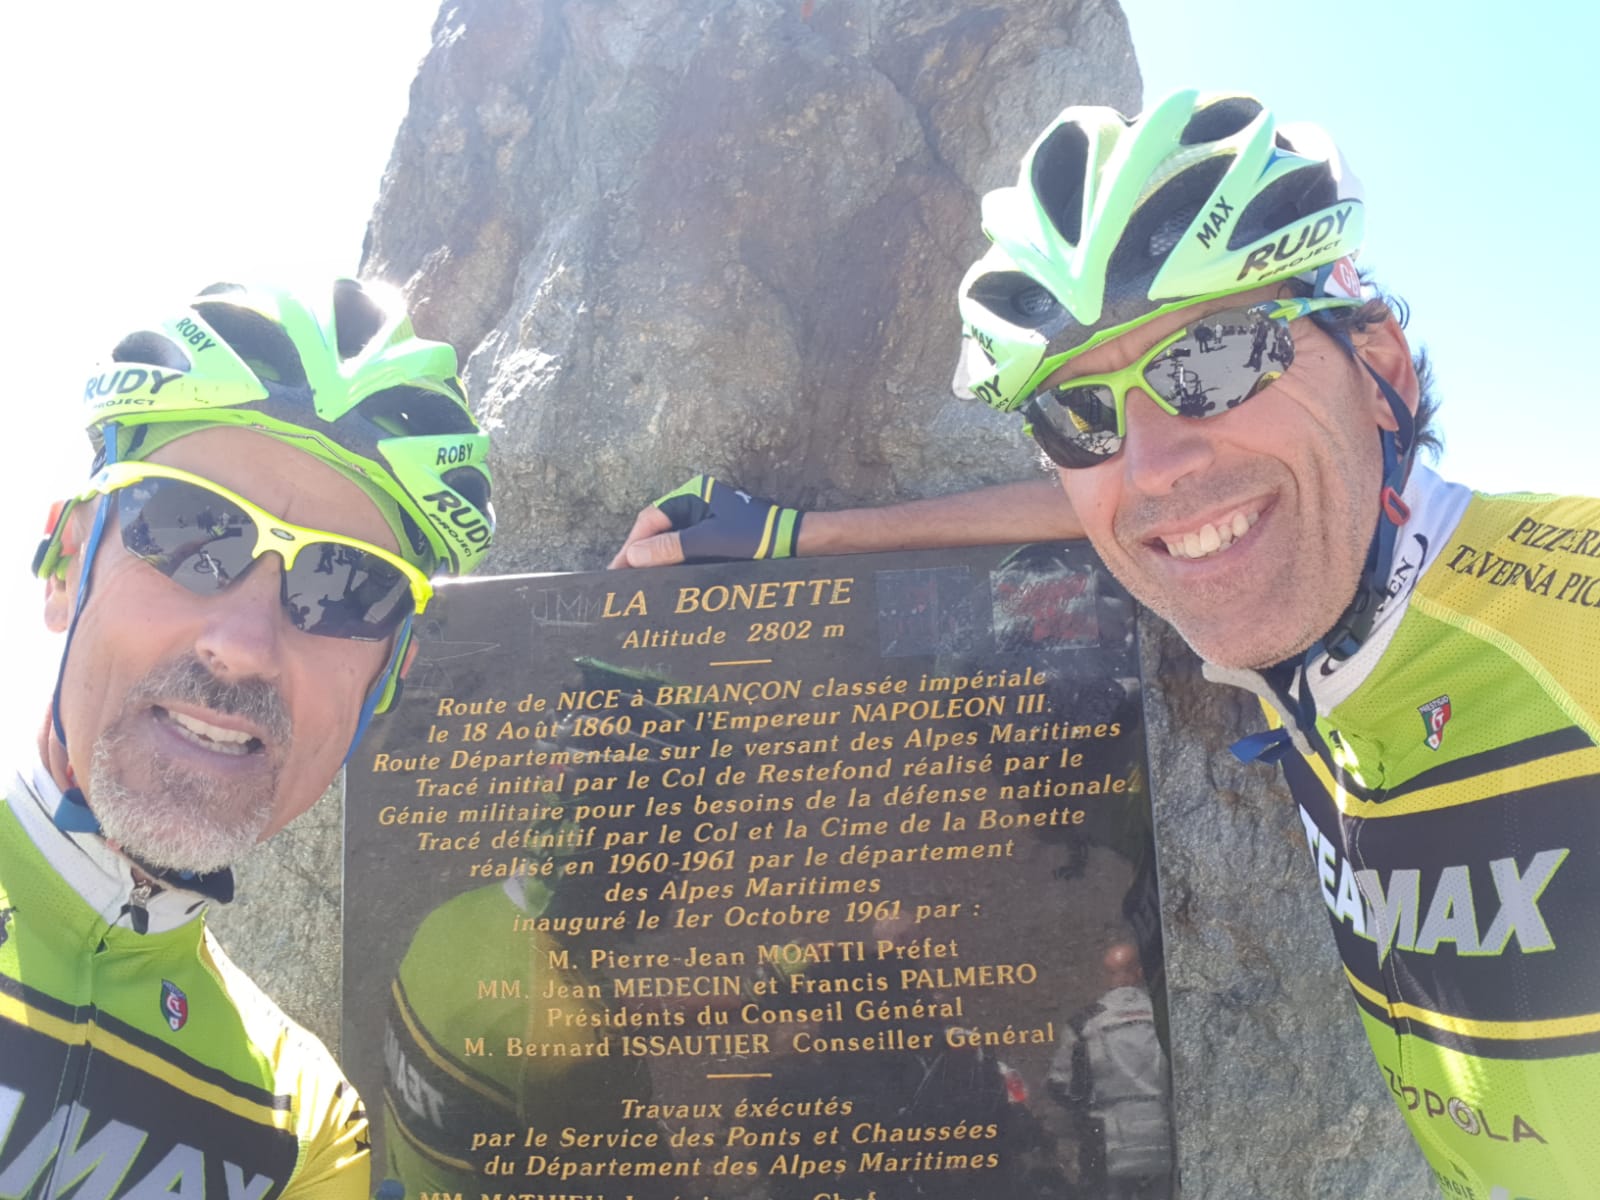 ROBY
RUDY
PROJECT
ROBY
RUDY
PROJECT
MAX
RUDY
PROJECT
MAX
PIZZERI
TAVERNA PIC
LA BONETTE
Altitude 2802 m
Route de NICE à BRIANÇON classée impériale
le 18 Août 1860 par l'Empereur NAPOLEON III.
Route Départementale sur le versant des Alpes Maritimes
Tracé initial par le Col de Restefond réalisé par le
Génie militaire pour les besoins de la défense nationale.
Tracé définitif par le Col et la Cime de la Bonette
réalisé en 1960-1961 par le département
des Alpes Maritimes
inauguré le 1er Octobre 1961 par :
M. Pierre-Jean MOATTI Préfet
MM. Jean MEDECIN et Francis PALMERO
Présidents du Conseil Général
M. Bernard ISSAUTIER Conseiller Général
Travaux éxécutés
par le Service des Ponts et Chaussées
du Département des Alpes Maritimes
MM. MATHIEU
Chef
TEAMAX
AMAX